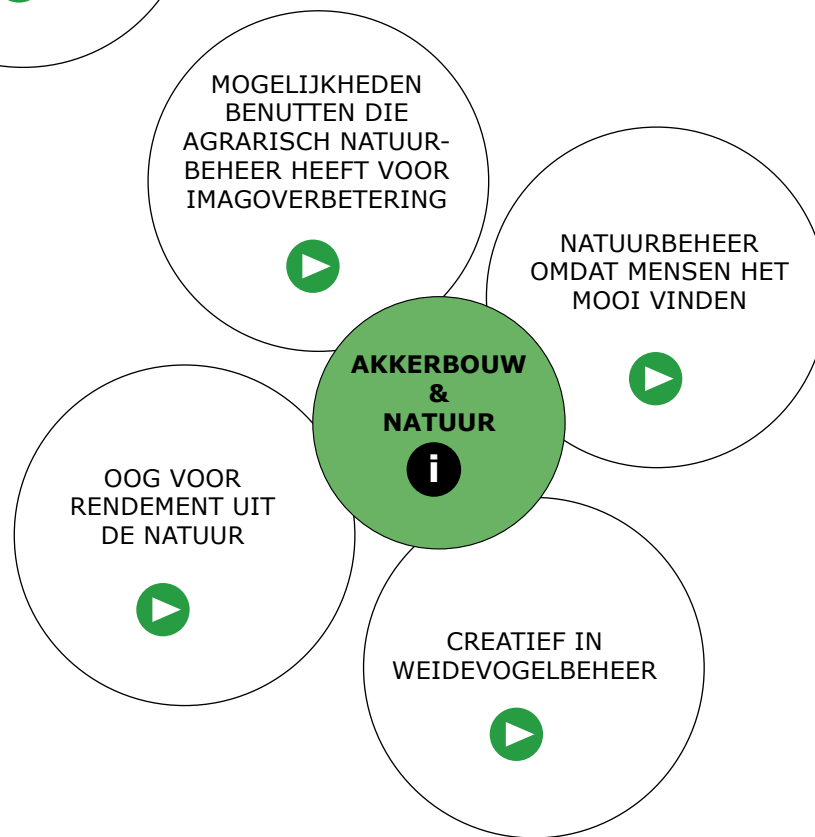 MOGELIJKHEDEN
BENUTTEN DIE
AGRARISCH NATUUR-
BEHEER HEEFT VOOR
IMAGOVERBETERING
NATUURBEHEER
OMDAT MENSEN HET
MOOI VINDEN
AKKERBOUW
&
NATUUR
i
OOG VOOR
RENDEMENT UIT
DE NATUUR
CREATIEF IN
WEIDEVOGELBEHEER